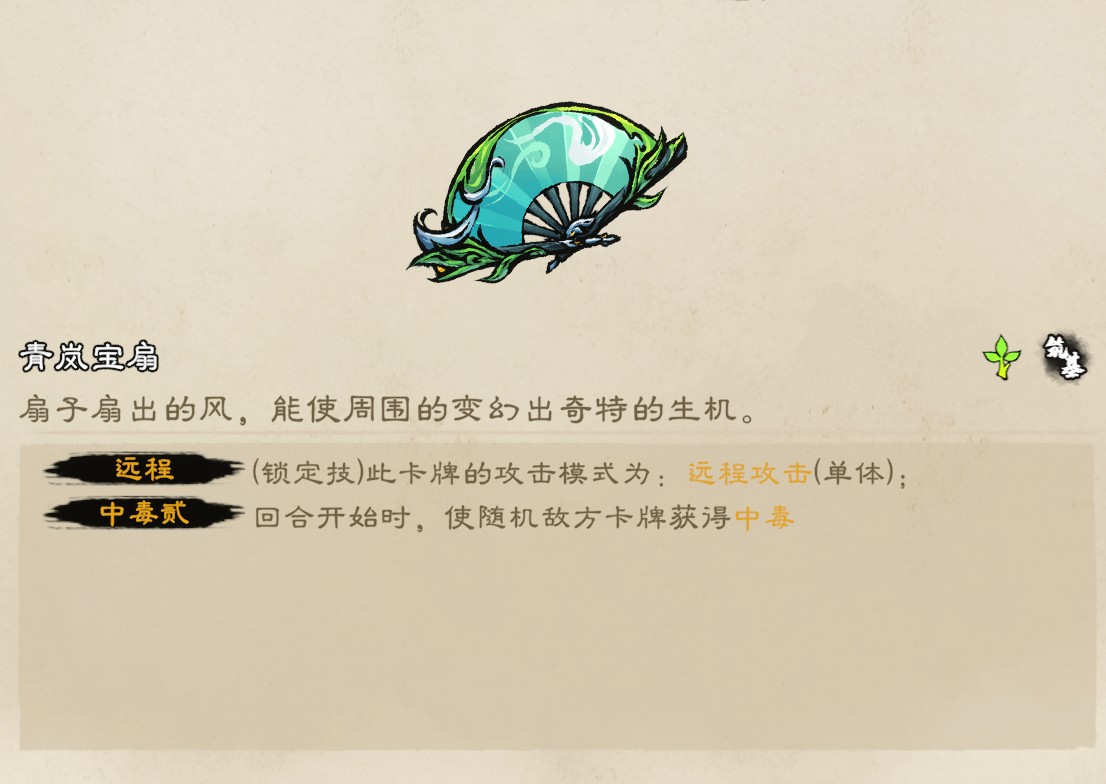 青岚宝扇
筑基
扇子扇出的风，能使周围的变幻出奇特的生机。
远程 (锁定技)此卡牌的攻击模式为：远程攻击(单体)；
中毒贰 回合开始时，使随机敌方卡牌获得中毒